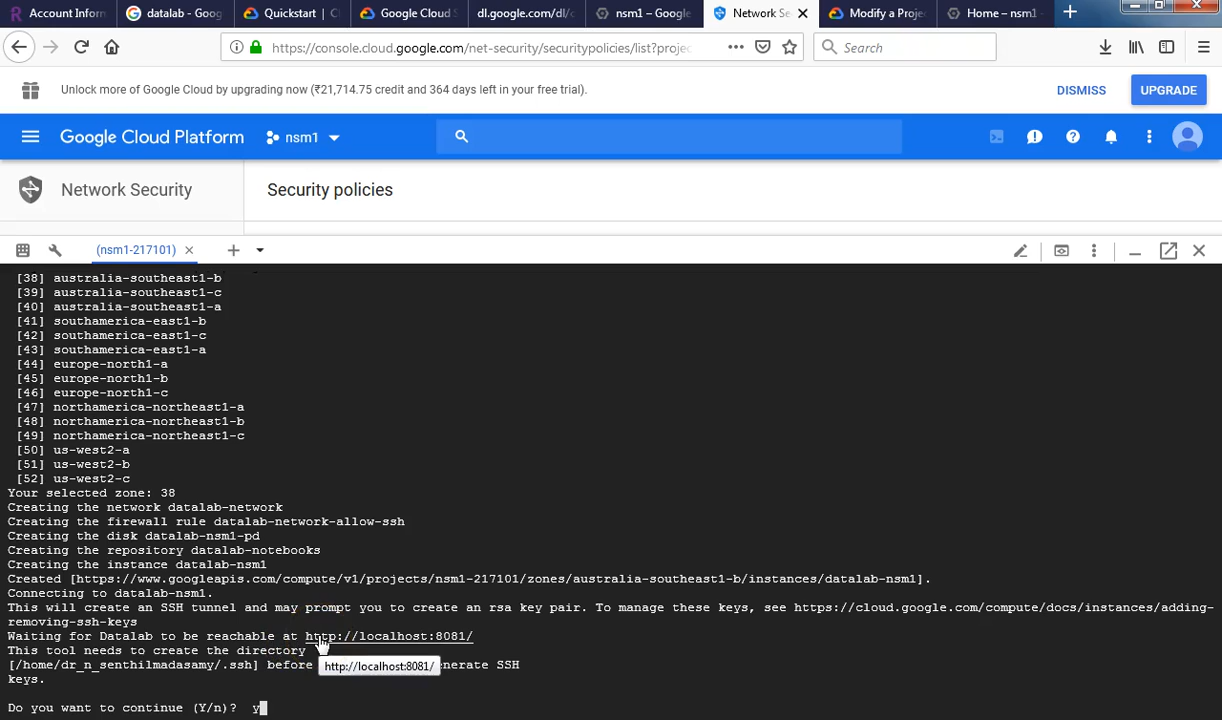 Account Inform
datalab - Goog
Quickstart | Cl
Google Cloud S
dl.google.com/dl/c
nsm1 – Google
Network Se
Modify a Proje
Home – nsm1 -
https://console.cloud.google.com/net-security/securitypolicies/list?projec
Search
Unlock more of Google Cloud by upgrading now (₹21,714.75 credit and 364 days left in your free trial).
DISMISS
UPGRADE
Google Cloud Platform
nsm1
Network Security
Security policies
(nsm1-217101)
[38] australia-southeast1-b
[39] australia-southeast1-c
[40] australia-southeast1-a
[41] southamerica-east1-b
[42] southamerica-east1-c
[43] southamerica-east1-a
[44] europe-north1-a
[45] europe-north1-b
[46] europe-north1-c
[47] northamerica-northeast1-a
[48] northamerica-northeast1-b
[49] northamerica-northeast1-c
[50] us-west2-a
[51] us-west2-b
[52] us-west2-c
Your selected zone: 38
Creating the network datalab-network
Creating the firewall rule datalab-network-allow-ssh
Creating the disk datalab-nsm1-pd
Creating the repository datalab-notebooks
Creating the instance datalab-nsm1
Created [https://www.googleapis.com/compute/v1/projects/nsm1-217101/zones/australia-southeast1-b/instances/datalab-nsm1].
Connecting to datalab-nsm1.
This will create an SSH tunnel and may prompt you to create an rsa key pair. To manage these keys, see https://cloud.google.com/compute/docs/instances/adding-
removing-ssh-keys
Waiting for Datalab to be reachable at http://localhost:8081/
This tool needs to create the directory
[/home/dr_n_senthilmadasamy/.ssh] before nerate SSH
http://localhost:8081/
keys.
Do you want to continue (Y/n)? y